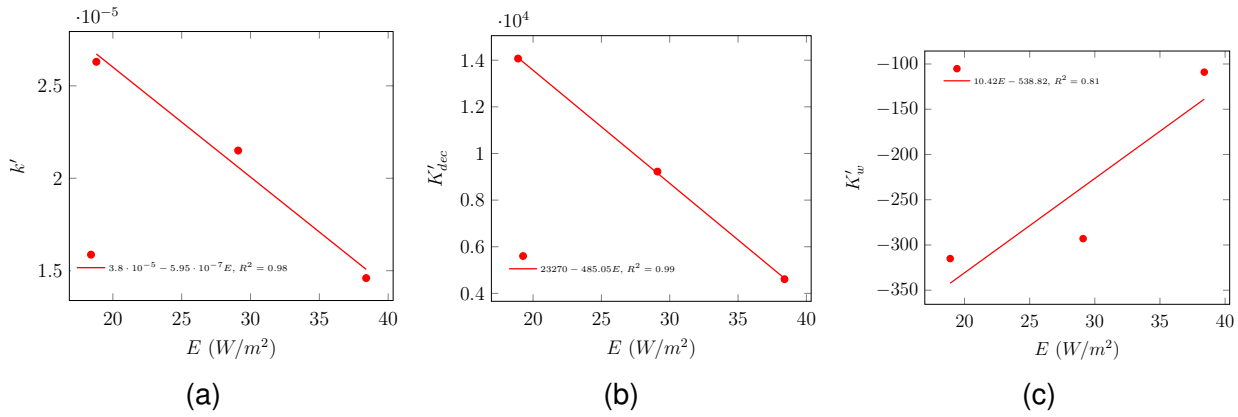 ·10⁻⁵
2.5
2
1.5
k′
3.8 · 10⁻⁵ − 5.95 · 10⁻⁷E, R² = 0.98
20 25 30 35 40
E (W/m²)
(a)
·10⁴
1.4
1.2
1
0.8
0.6
0.4
K′dec
23270 − 485.05E, R² = 0.99
20 25 30 35 40
E (W/m²)
(b)
−100
−150
−200
−250
−300
−350
K′w
10.42E − 538.82, R² = 0.81
20 25 30 35 40
E (W/m²)
(c)